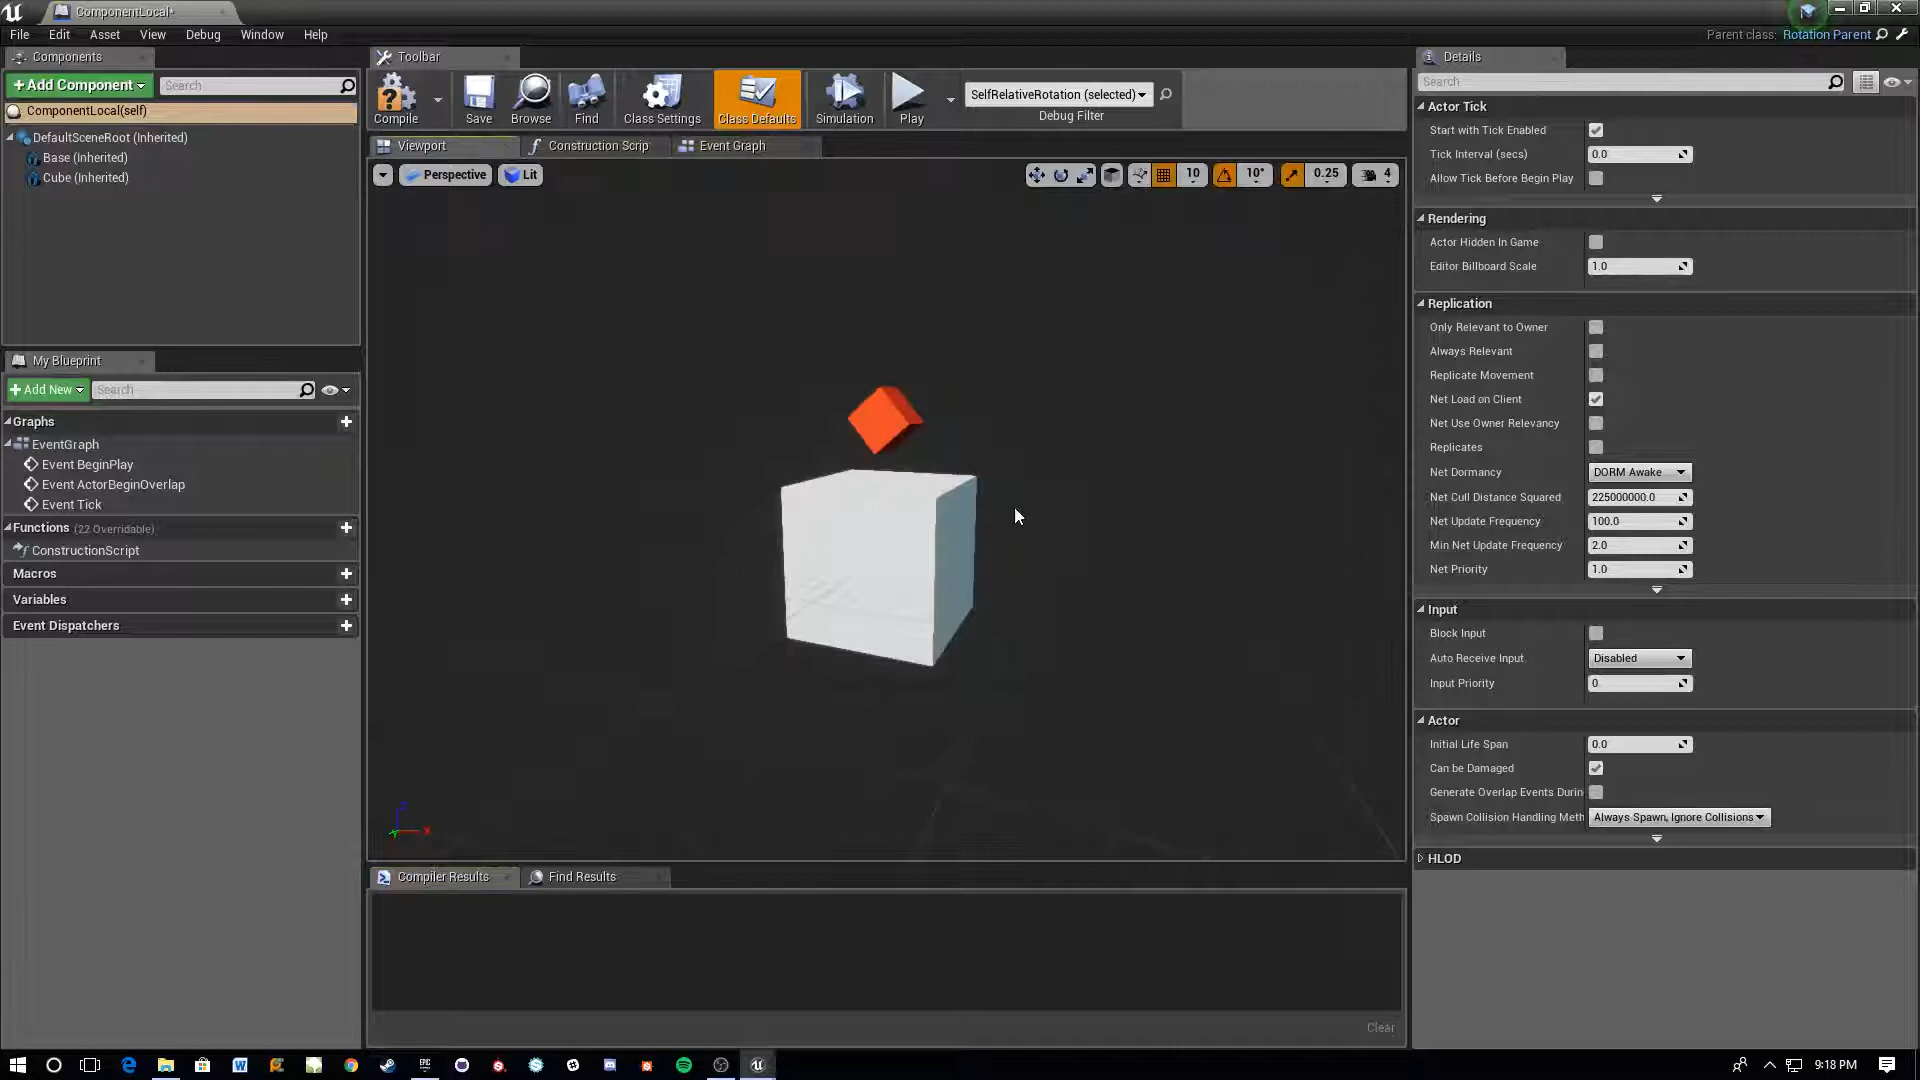 ComponentLocal*
File Edit Asset View Debug Window Help
Parent class: Rotation Parent
Components
+ Add Component
Search
ComponentLocal(self)
DefaultSceneRoot (Inherited)
Base (Inherited)
Cube (Inherited)
My Blueprint
+ Add New
Search
Graphs
EventGraph
Event BeginPlay
Event ActorBeginOverlap
Event Tick
Functions (22 Overridable)
ConstructionScript
Macros
Variables
Event Dispatchers
Toolbar
Compile Save Browse Find Class Settings Class Defaults Simulation Play
SelfRelativeRotation (selected)
Debug Filter
Viewport Construction Scrip Event Graph
Perspective Lit
10 10° 0.25 4
Z
X
Y
Compiler Results Find Results
Clear
Details
Search
Actor Tick
Start with Tick Enabled
Tick Interval (secs) 0.0
Allow Tick Before Begin Play
Rendering
Actor Hidden In Game
Editor Billboard Scale 1.0
Replication
Only Relevant to Owner
Always Relevant
Replicate Movement
Net Load on Client
Net Use Owner Relevancy
Replicates
Net Dormancy DORM Awake
Net Cull Distance Squared 225000000.0
Net Update Frequency 100.0
Min Net Update Frequency 2.0
Net Priority 1.0
Input
Block Input
Auto Receive Input Disabled
Input Priority 0
Actor
Initial Life Span 0.0
Can be Damaged
Generate Overlap Events Durin
Spawn Collision Handling Meth Always Spawn, Ignore Collisions
HLOD
9:18 PM